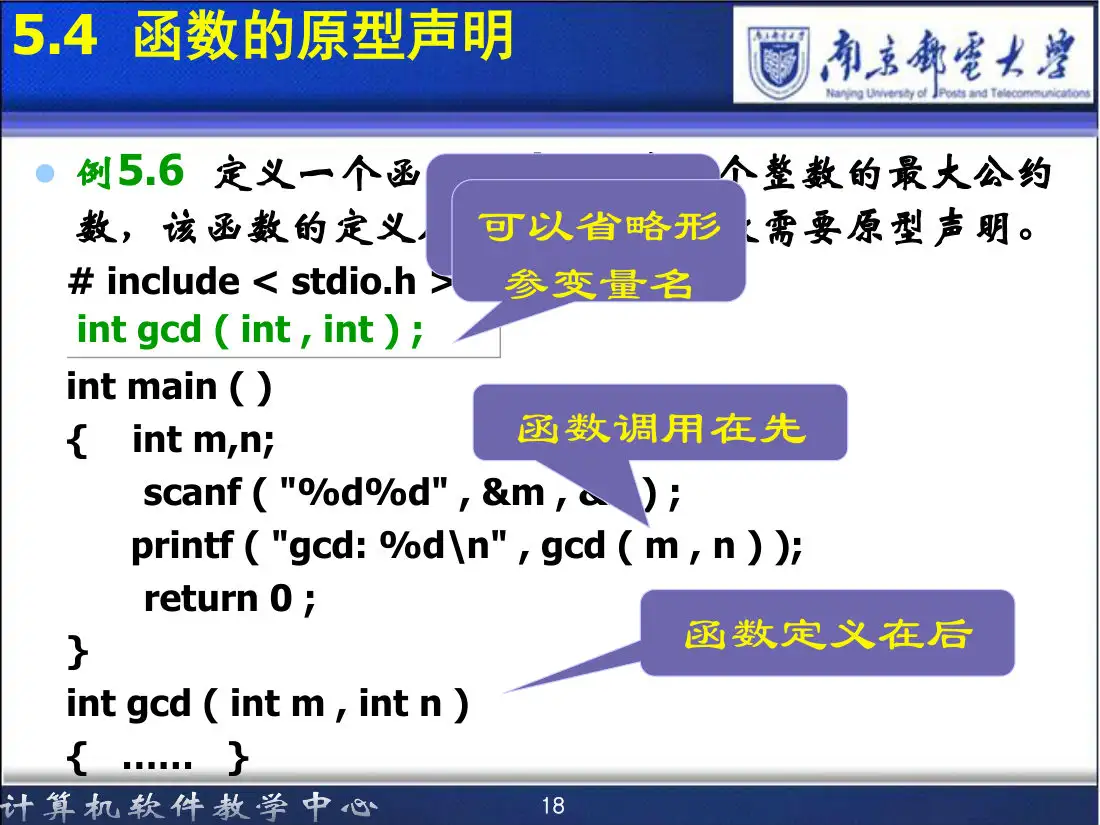 5.4 函数的原型声明
南京邮電大學
Nanjing University of Posts and Telecommunications
例5.6 定义一个函 个整数的最大公约
数，该函数的定义 需要原型声明。
可以省略形
参变量名
# include < stdio.h >
int gcd ( int , int ) ;
int main ( )
{ int m,n;
函数调用在先
scanf ( "%d%d" , &m , & ) ;
printf ( "gcd: %d\n" , gcd ( m , n ) );
return 0 ;
}
函数定义在后
int gcd ( int m , int n )
{ …… }
计算机软件教学中心
18